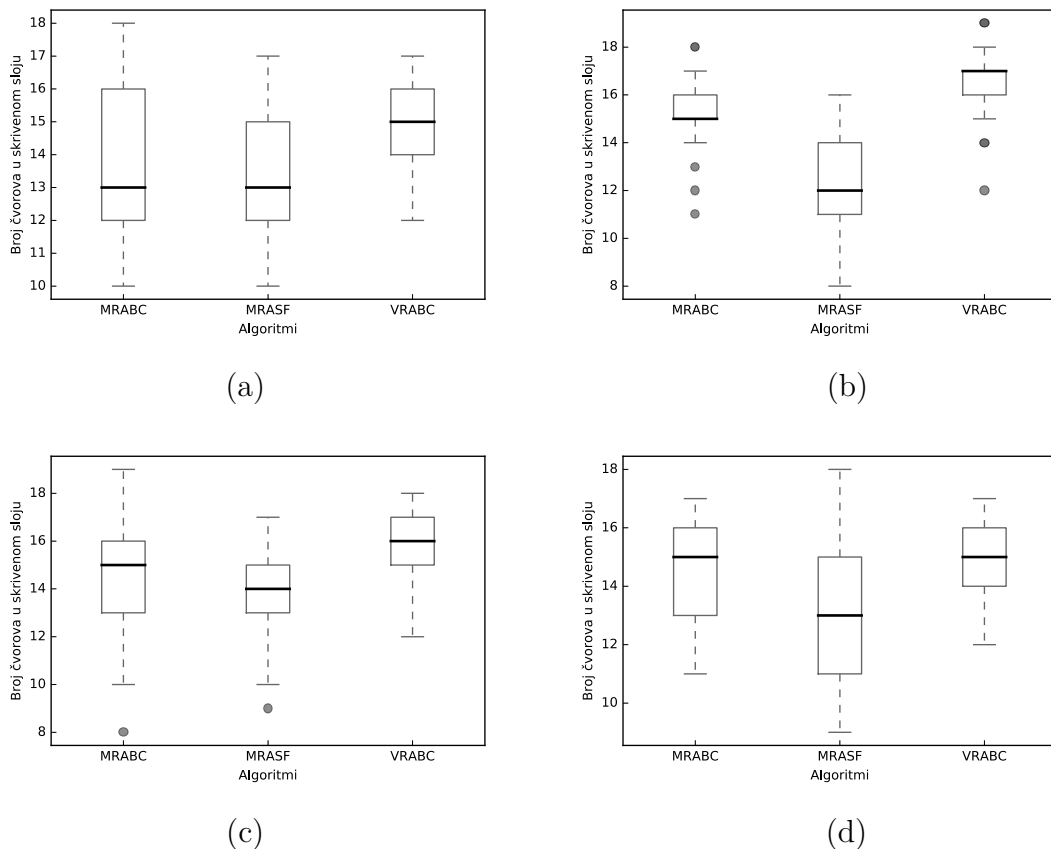 18
17
16
15
14
13
12
11
10
Broj čvorova u skrivenom sloju
MRABC MRASF VRABC
Algoritmi
(a)
18
16
14
12
10
8
Broj čvorova u skrivenom sloju
MRABC MRASF VRABC
Algoritmi
(b)
18
16
14
12
10
8
Broj čvorova u skrivenom sloju
MRABC MRASF VRABC
Algoritmi
(c)
18
16
14
12
10
Broj čvorova u skrivenom sloju
MRABC MRASF VRABC
Algoritmi
(d)